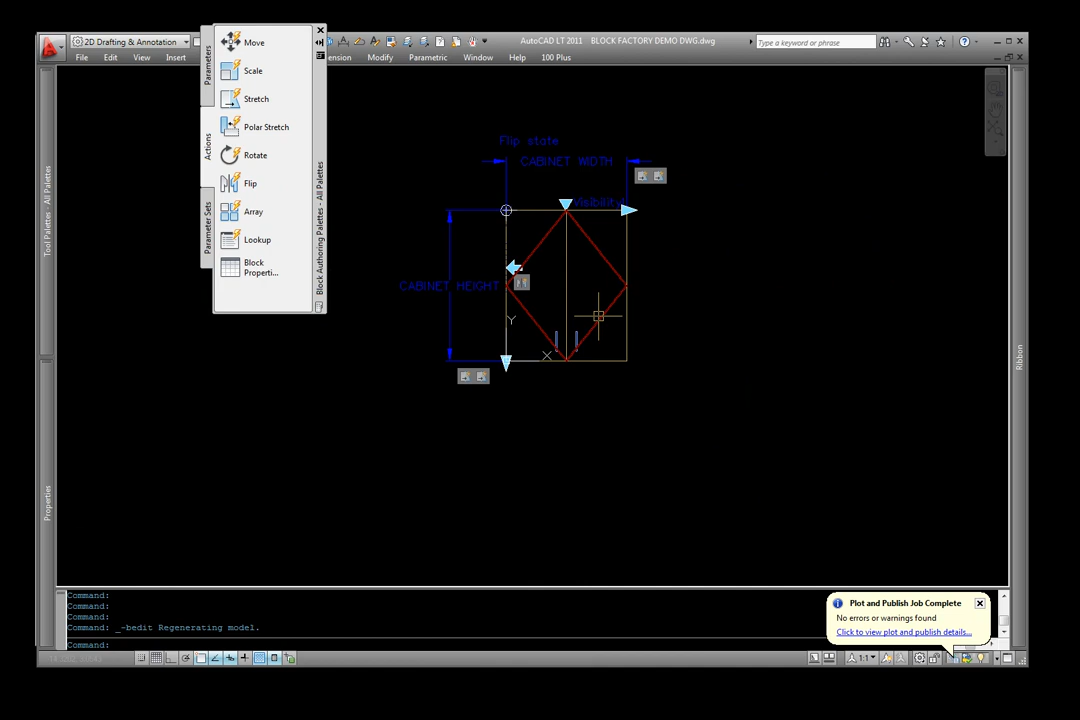 2D Drafting & Annotation
AutoCAD LT 2011 BLOCK FACTORY DEMO DWG.dwg
Type a keyword or phrase
File Edit View Insert
ension Modify Parametric Window Help 100 Plus
Parameters
Actions
Parameter Sets
Move
Scale
Stretch
Polar Stretch
Rotate
Flip
Array
Lookup
Block
Properti...
Block Authoring Palettes - All Palettes
Tool Palettes - All Palettes
Properties
Ribbon
Flip state
CABINET WIDTH
Visibility
CABINET HEIGHT
Y
X
Command:
Command:
Command:
Command: _-bedit Regenerating model.
Command:
Plot and Publish Job Complete
No errors or warnings found
Click to view plot and publish details...
1:1